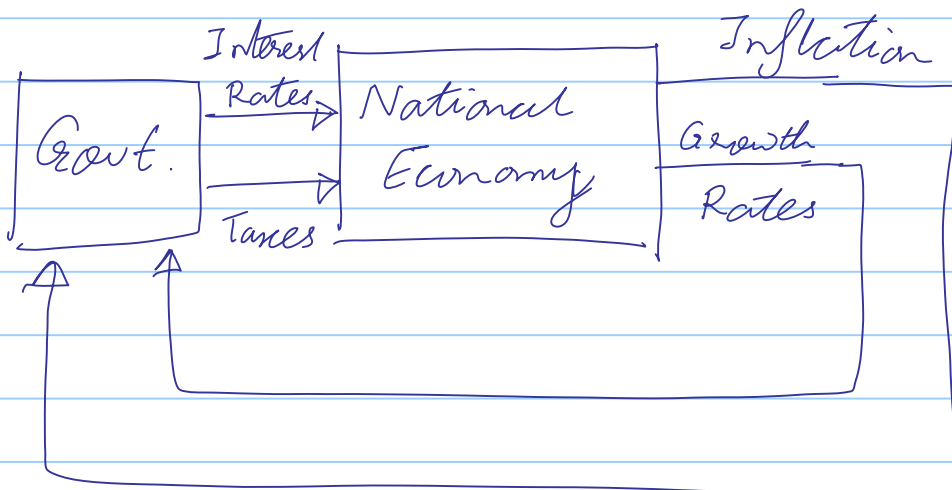 Interest
Rates
Taxes
Govt.
National
Economy
Inflation
Growth
Rates